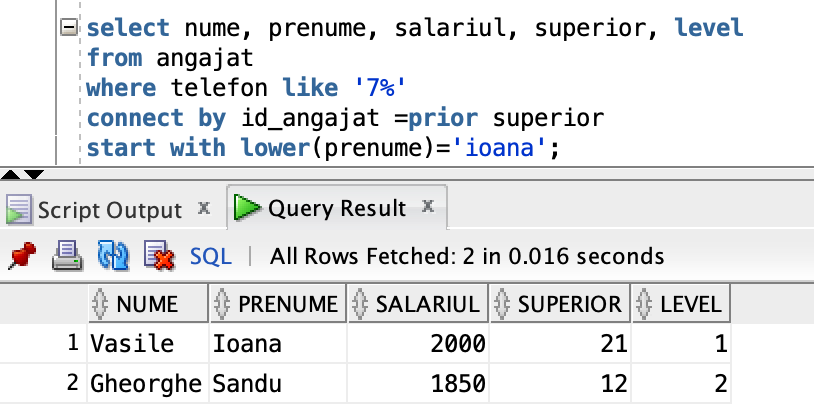 select nume, prenume, salariul, superior, level
from angajat
where telefon like '7%'
connect by id_angajat =prior superior
start with lower(prenume)='ioana';
Script Output x Query Result x
SQL | All Rows Fetched: 2 in 0.016 seconds
NUME PRENUME SALARIUL SUPERIOR LEVEL
1 Vasile Ioana 2000 21 1
2 Gheorghe Sandu 1850 12 2